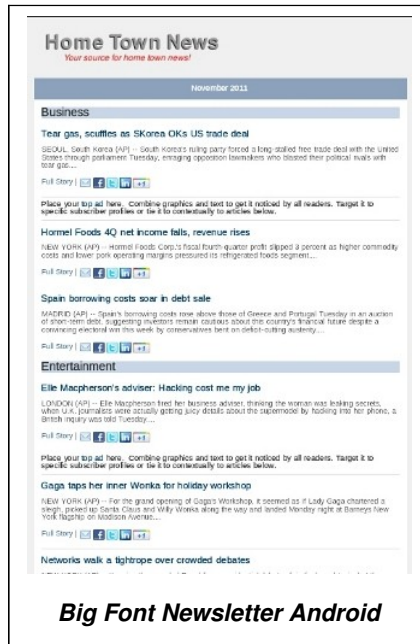 Home Town News
Your source for home town news!
November 2011
Business
Tear gas, scuffles as SKorea OKs US trade deal
SEOUL, South Korea (AP) -- South Korea's ruling party forced a long-stalled free trade deal with the United
States through parliament Tuesday, enraging opposition lawmakers who blasted their political rivals with
tear gas....
Full Story |
Place your top ad here. Combine graphics and text to get it noticed by all readers. Target it to
specific subscriber profiles or tie it to contextually to articles below.
Hormel Foods 4Q net income falls, revenue rises
NEW YORK (AP) -- Hormel Foods Corp.'s fiscal fourth-quarter profit slipped 3 percent as higher commodity
costs and lower pork operating margins pressured its refrigerated foods segment....
Full Story |
Spain borrowing costs soar in debt sale
MADRID (AP) -- Spain's borrowing costs rose above those of Greece and Portugal Tuesday in an auction
of short-term debt, suggesting investors remain cautious about this country's financial future despite a
convincing electoral win this week by conservatives bent on deficit-cutting austerity....
Full Story |
Entertainment
Elle Macpherson's adviser: Hacking cost me my job
LONDON (AP) -- Elle Macpherson fired her business adviser, thinking the woman was leaking secrets,
when U.K. journalists were actually getting juicy details about the supermodel by hacking into her phone, a
British inquiry was told Tuesday....
Full Story |
Place your top ad here. Combine graphics and text to get it noticed by all readers. Target it to
specific subscriber profiles or tie it to contextually to articles below.
Gaga taps her inner Wonka for holiday workshop
NEW YORK (AP) -- For the grand opening of Gaga's Workshop, it seemed as if Lady Gaga chartered a
sleigh, picked up Santa Claus and Willy Wonka along the way and landed Monday night at Barneys New
York flagship on Madison Avenue....
Full Story |
Networks walk a tightrope over crowded debates
Big Font Newsletter Android